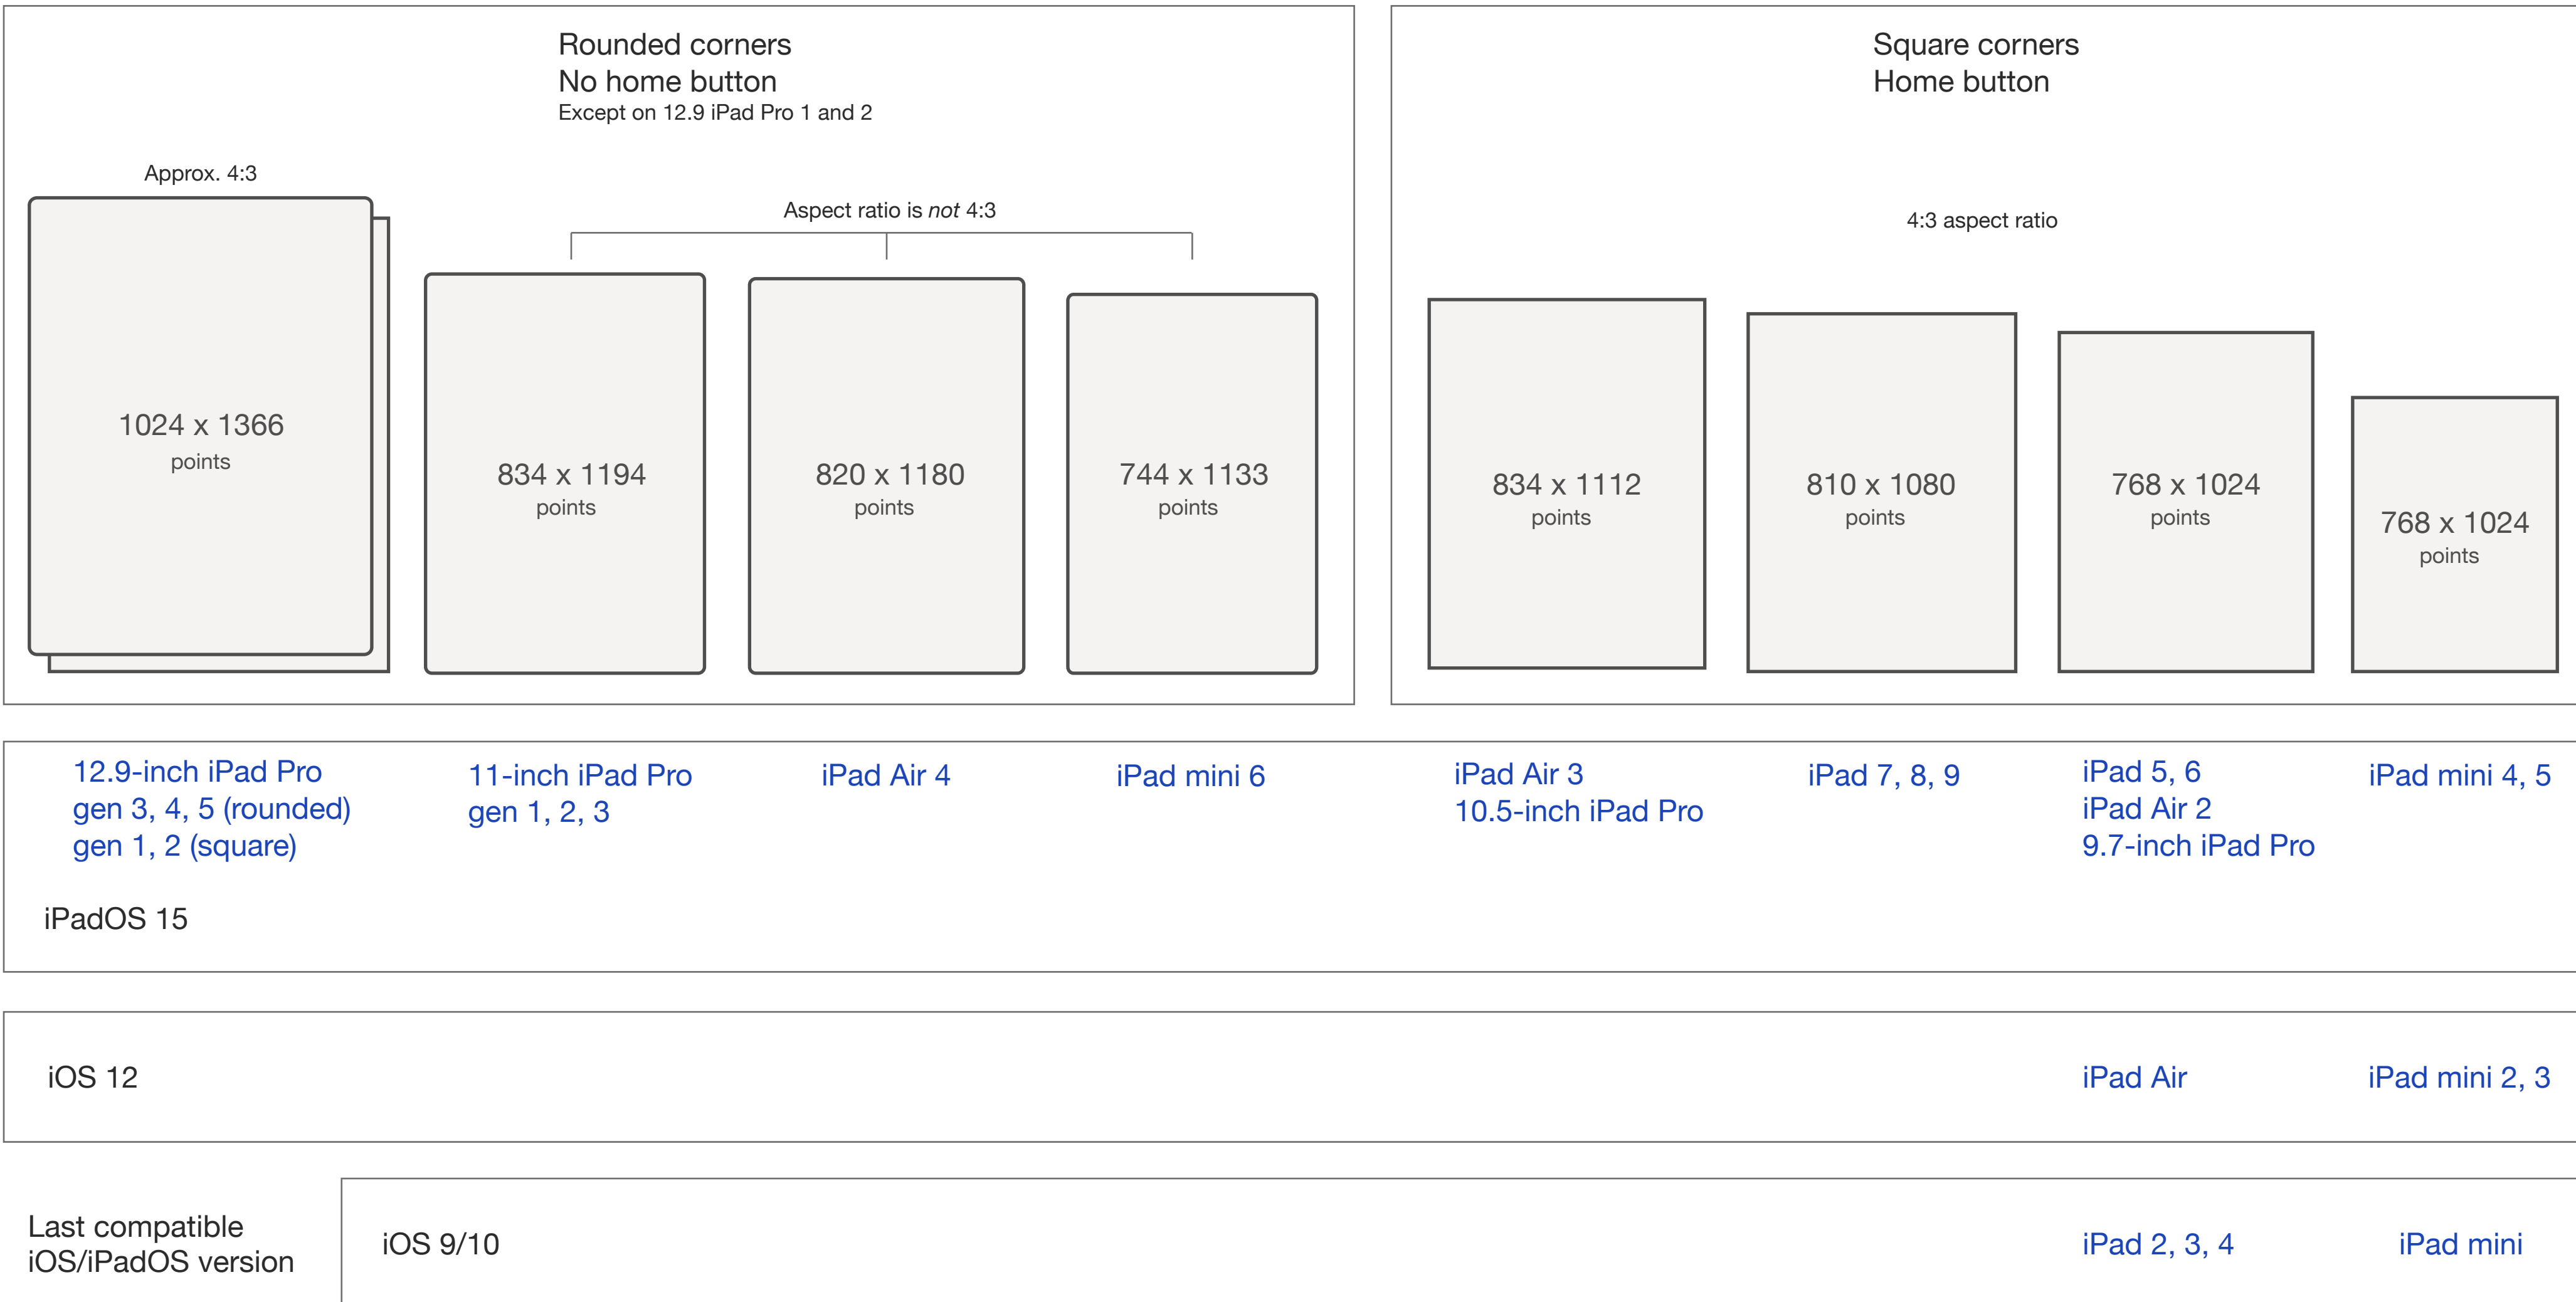 Rounded corners
No home button
Except on 12.9 iPad Pro 1 and 2
Approx. 4:3
Aspect ratio is not 4:3
1024 x 1366
points
834 x 1194
points
820 x 1180
points
744 x 1133
points
Square corners
Home button
4:3 aspect ratio
834 x 1112
points
810 x 1080
points
768 x 1024
points
768 x 1024
points
12.9-inch iPad Pro
gen 3, 4, 5 (rounded)
gen 1, 2 (square)
11-inch iPad Pro
gen 1, 2, 3
iPad Air 4
iPad mini 6
iPad Air 3
10.5-inch iPad Pro
iPad 7, 8, 9
iPad 5, 6
iPad Air 2
9.7-inch iPad Pro
iPad mini 4, 5
iPadOS 15
iOS 12
iPad Air
iPad mini 2, 3
Last compatible
iOS/iPadOS version
iOS 9/10
iPad 2, 3, 4
iPad mini